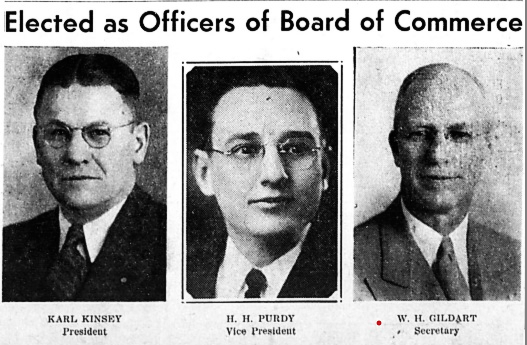 Elected as Officers of Board of Commerce
KARL KINSEY
President
H. H. PURDY
Vice President
W. H. GILDART
Secretary